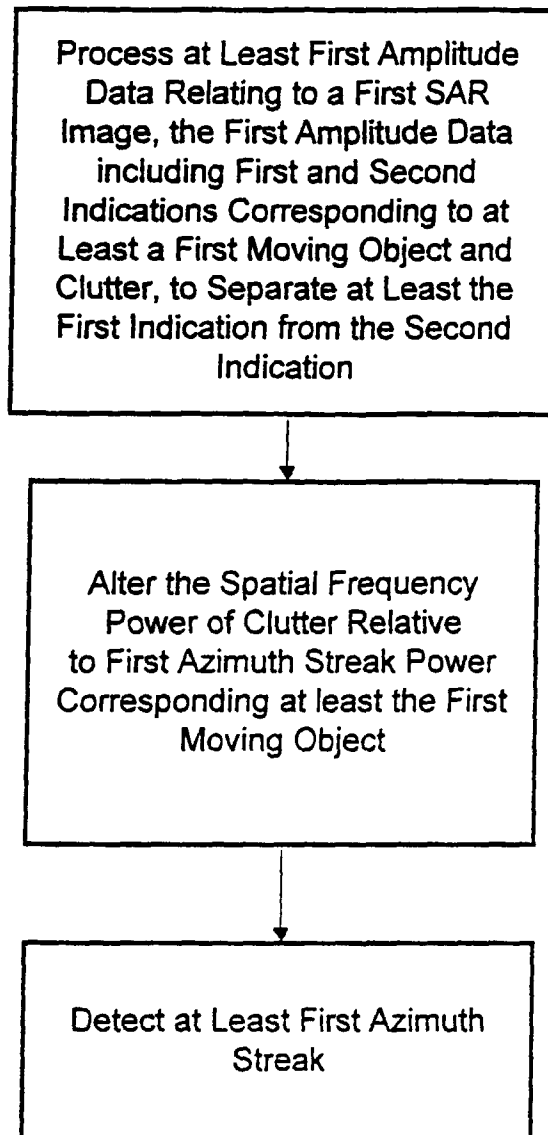 Process at Least First Amplitude
Data Relating to a First SAR
Image, the First Amplitude Data
including First and Second
Indications Corresponding to at
Least a First Moving Object and
Clutter, to Separate at Least the
First Indication from the Second
Indication
Alter the Spatial Frequency
Power of Clutter Relative
to First Azimuth Streak Power
Corresponding at least the First
Moving Object
Detect at Least First Azimuth
Streak